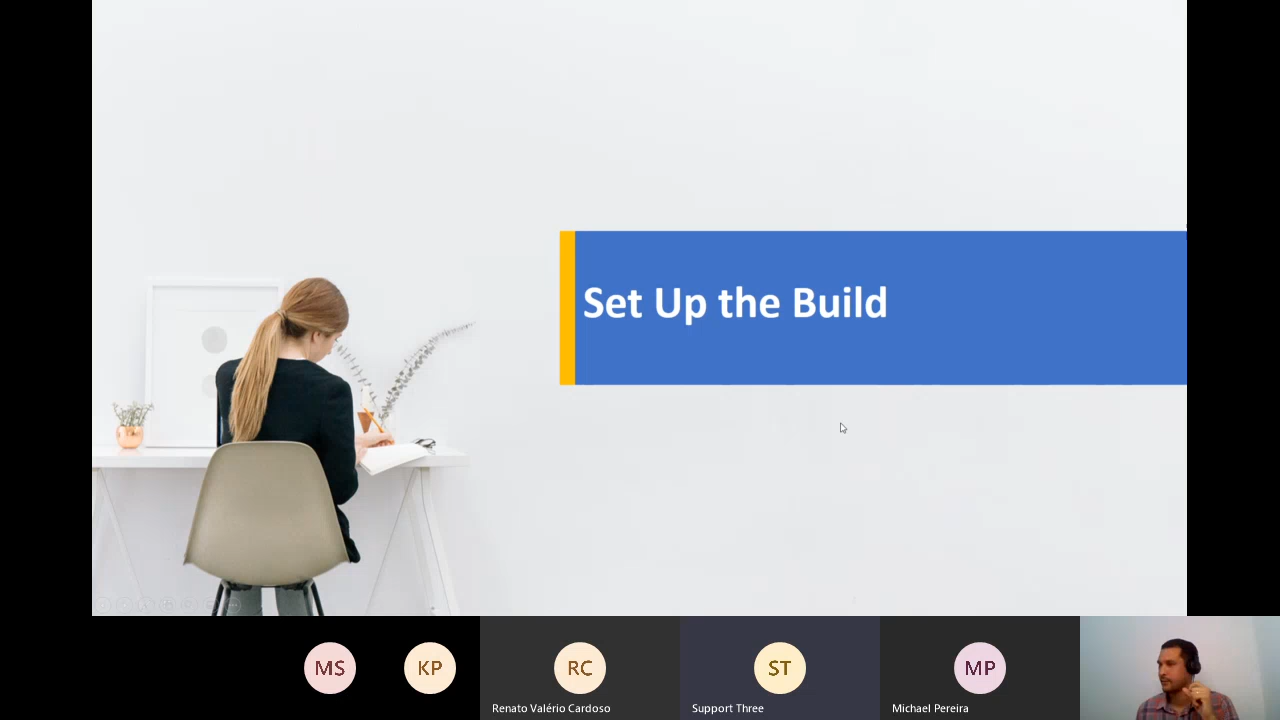 Set Up the Build
MS
KP
RC
ST
MP
Renato Valério Cardoso
Support Three
Michael Pereira